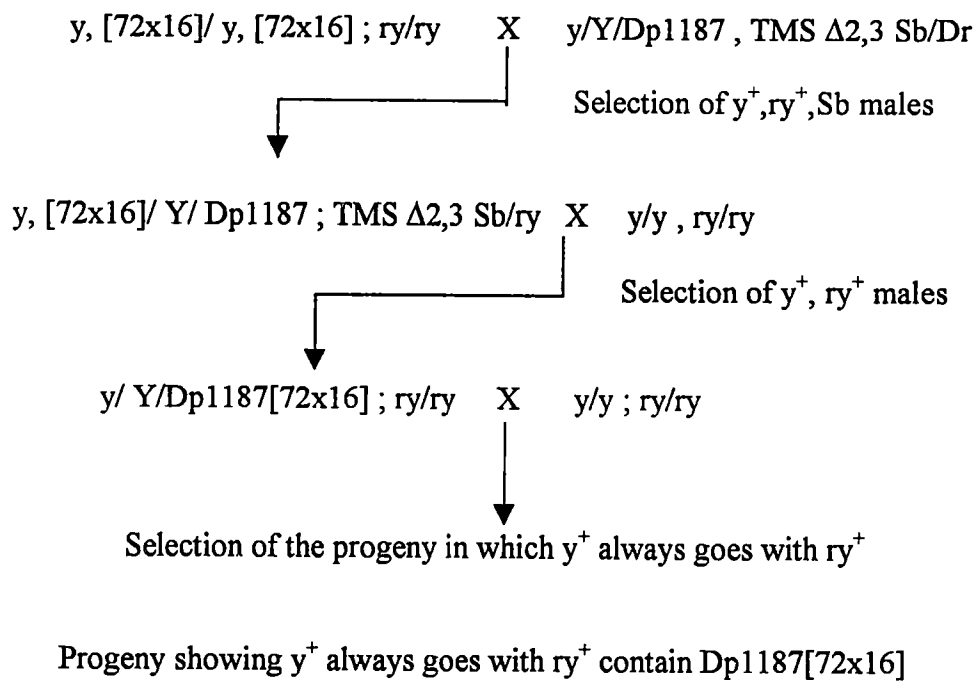 y, [72x16]/ y, [72x16] ; ry/ry X y/Y/Dp1187 , TMS Δ2,3 Sb/Dr
Selection of y⁺,ry⁺,Sb males
y, [72x16]/ Y/ Dp1187 ; TMS Δ2,3 Sb/ry X y/y , ry/ry
Selection of y⁺, ry⁺ males
y/ Y/Dp1187[72x16] ; ry/ry X y/y ; ry/ry
Selection of the progeny in which y⁺ always goes with ry⁺
Progeny showing y⁺ always goes with ry⁺ contain Dp1187[72x16]